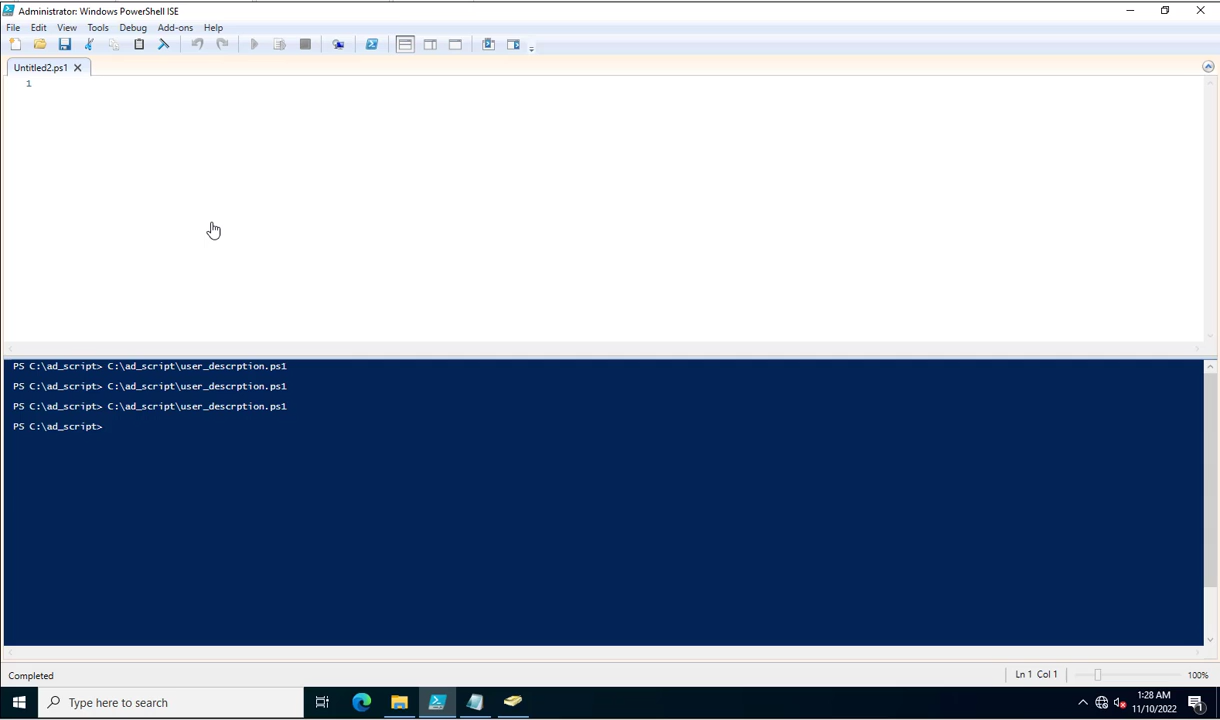 Administrator: Windows PowerShell ISE
File Edit View Tools Debug Add-ons Help
Untitled2.ps1
1
PS C:\ad_script> C:\ad_script\user_descrption.ps1
PS C:\ad_script> C:\ad_script\user_descrption.ps1
PS C:\ad_script> C:\ad_script\user_descrption.ps1
PS C:\ad_script>
Completed
Ln 1 Col 1
100%
Type here to search
1:28 AM
11/10/2022
1